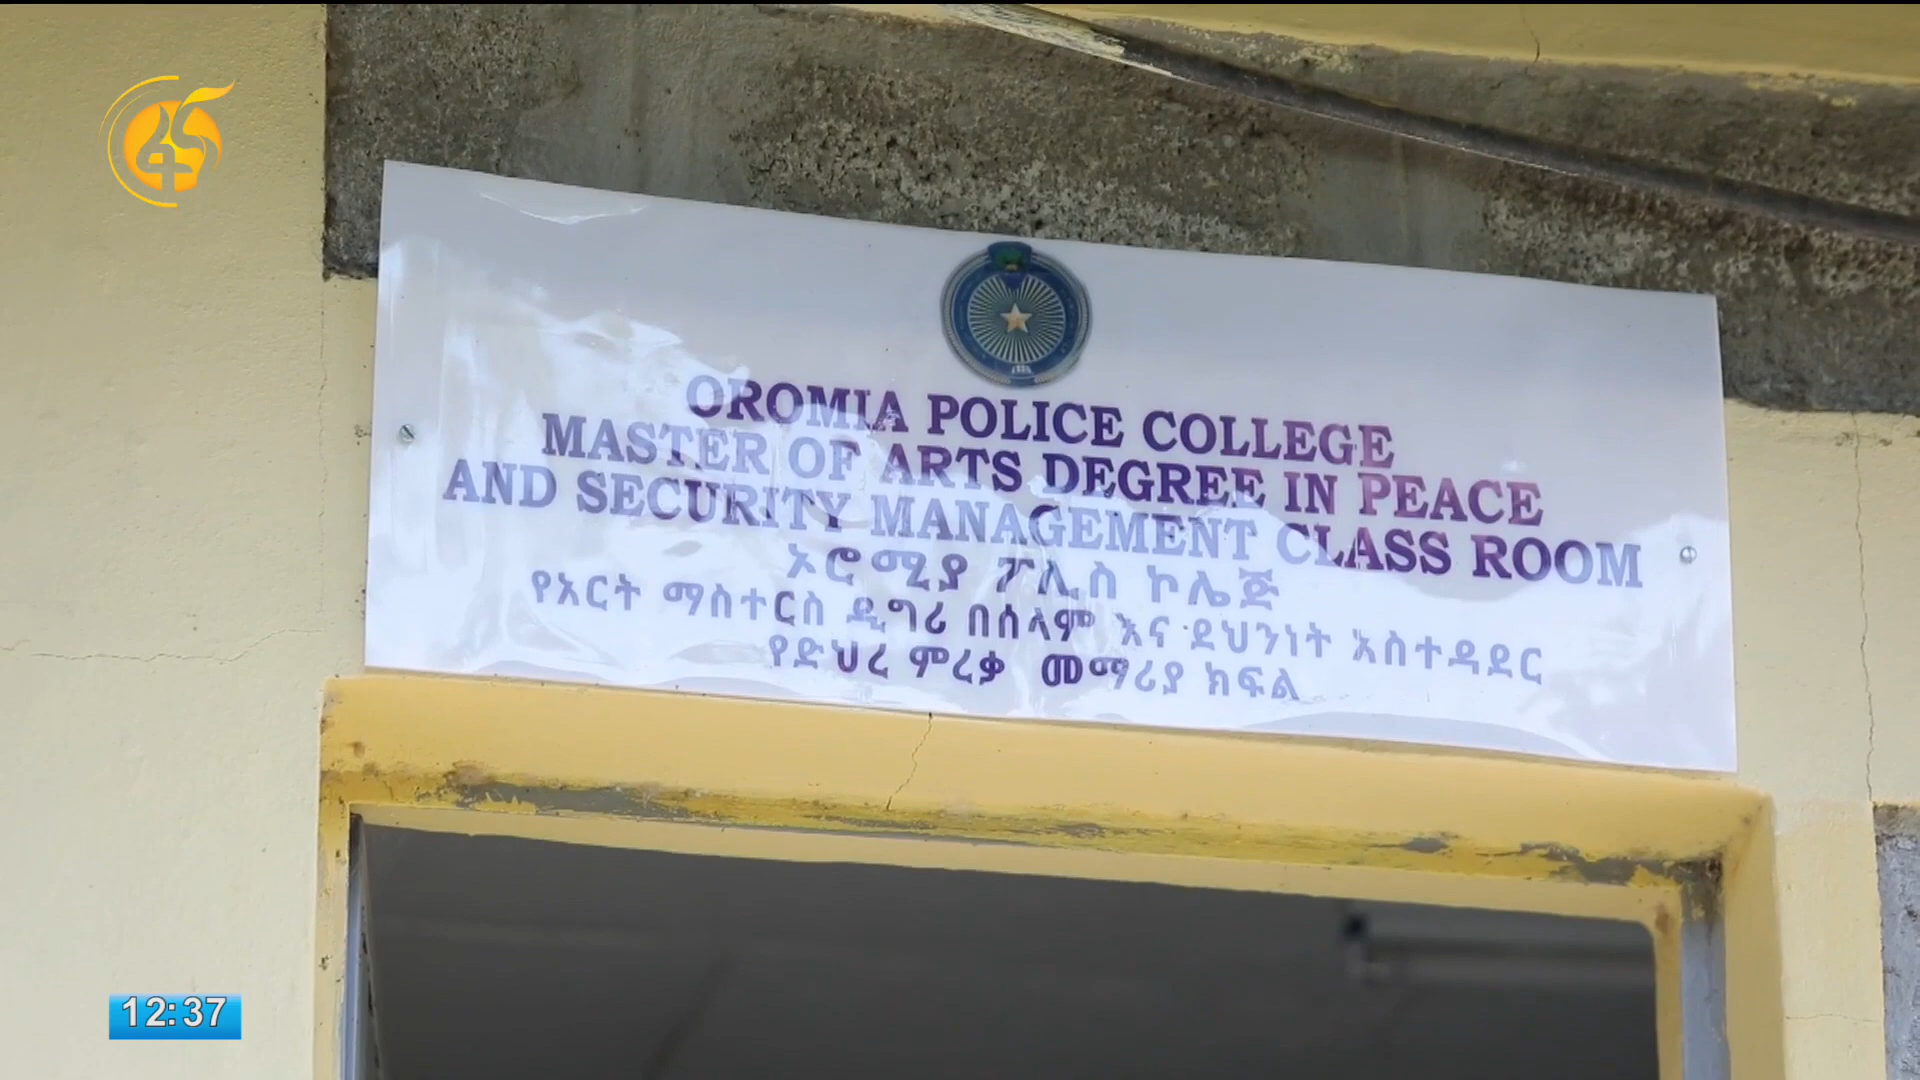 OROMIA POLICE COLLEGE
MASTER OF ARTS DEGREE IN PEACE
AND SECURITY MANAGEMENT CLASS ROOM
ኦሮሚያ ፖሊስ ኮሌጅ
የአርት ማስተርስ ዲግሪ በሰላም እና ደህንነት አስተዳደር
የድህረ ምረቃ መማሪያ ክፍል
12:37